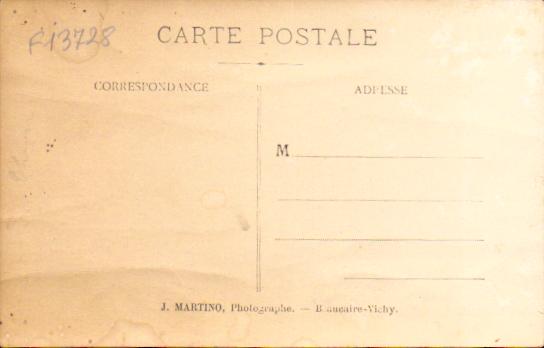 F13728
CARTE POSTALE
CORRESPONDANCE
ADRESSE
M
J. MARTINO, Photographe. — Beaucaire-Vichy.